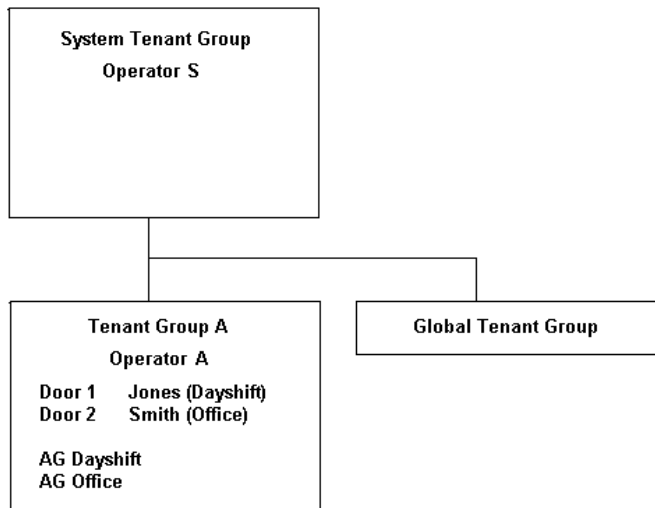 System Tenant Group
Operator S
Tenant Group A
Operator A
Door 1 Jones (Dayshift)
Door 2 Smith (Office)
AG Dayshift
AG Office
Global Tenant Group